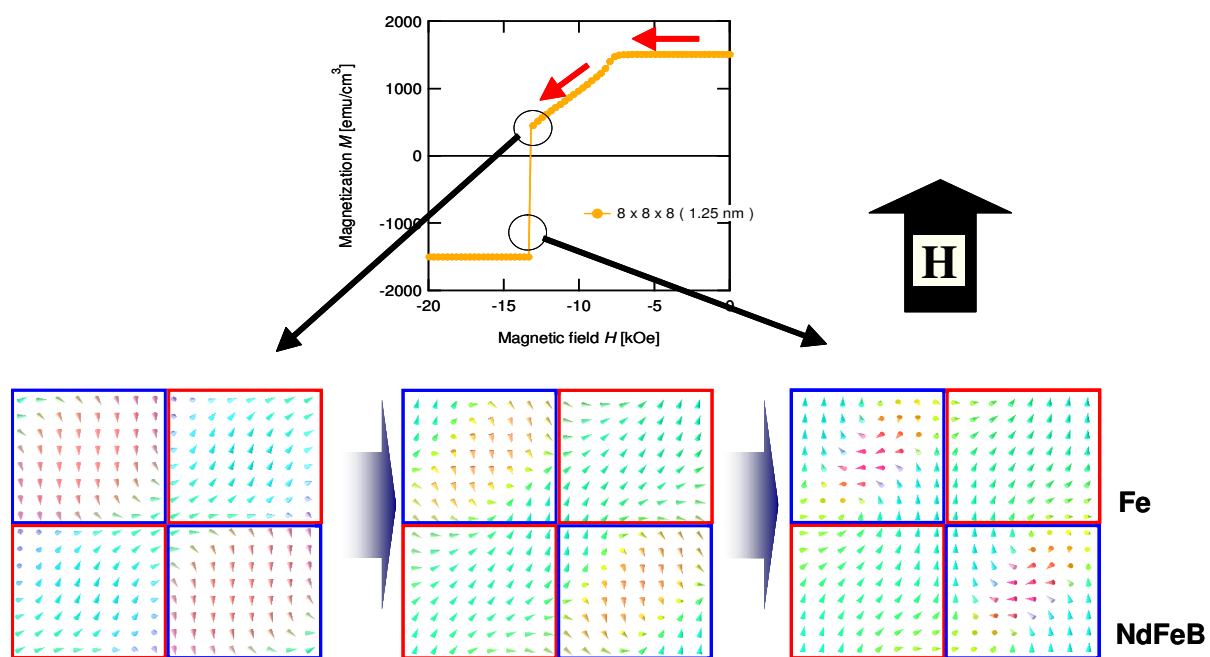 2000
1000
0
-1000
-2000
Magnetization M [emu/cm³]
8 x 8 x 8 ( 1.25 nm )
-20
-15
-10
-5
0
Magnetic field H [kOe]
H
Fe
NdFeB